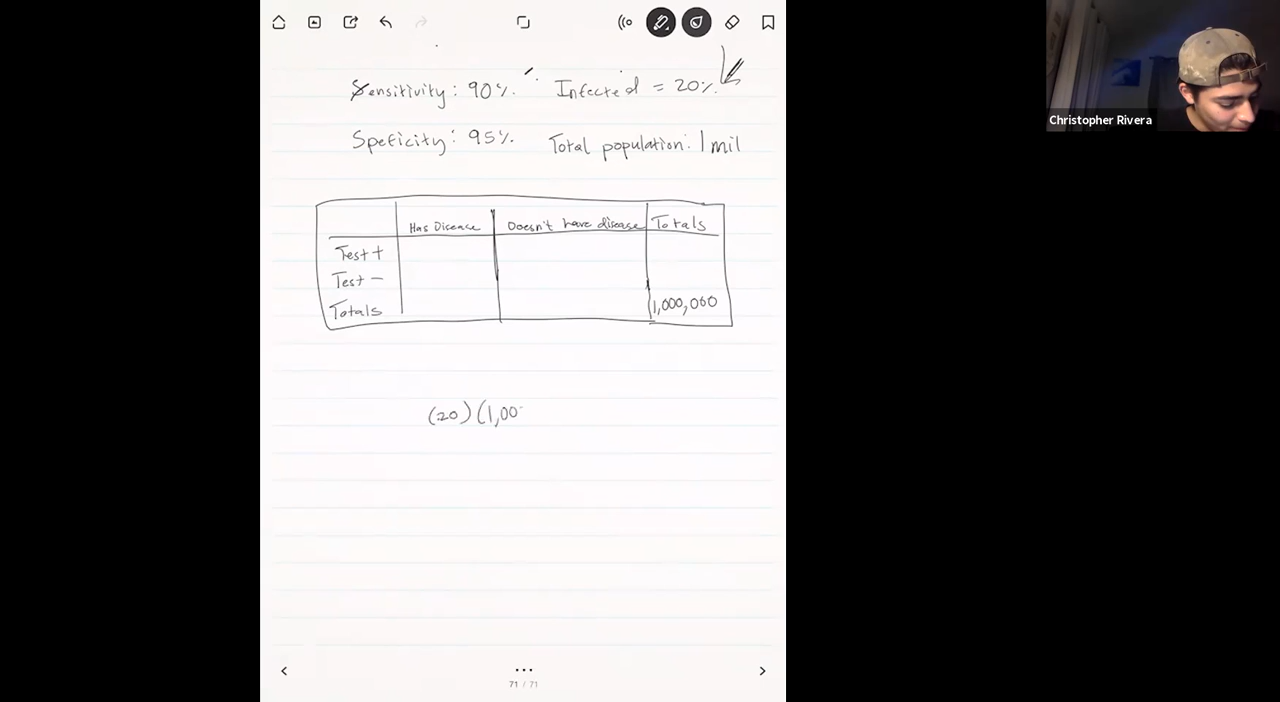 Sensitivity: 90% Infected = 20%
Speficity: 95% Total population: 1 mil
Has Disease Doesn't have disease Totals
Test +
Test -
Totals 1,000,000
(20) (1,00
71 / 71
Christopher Rivera